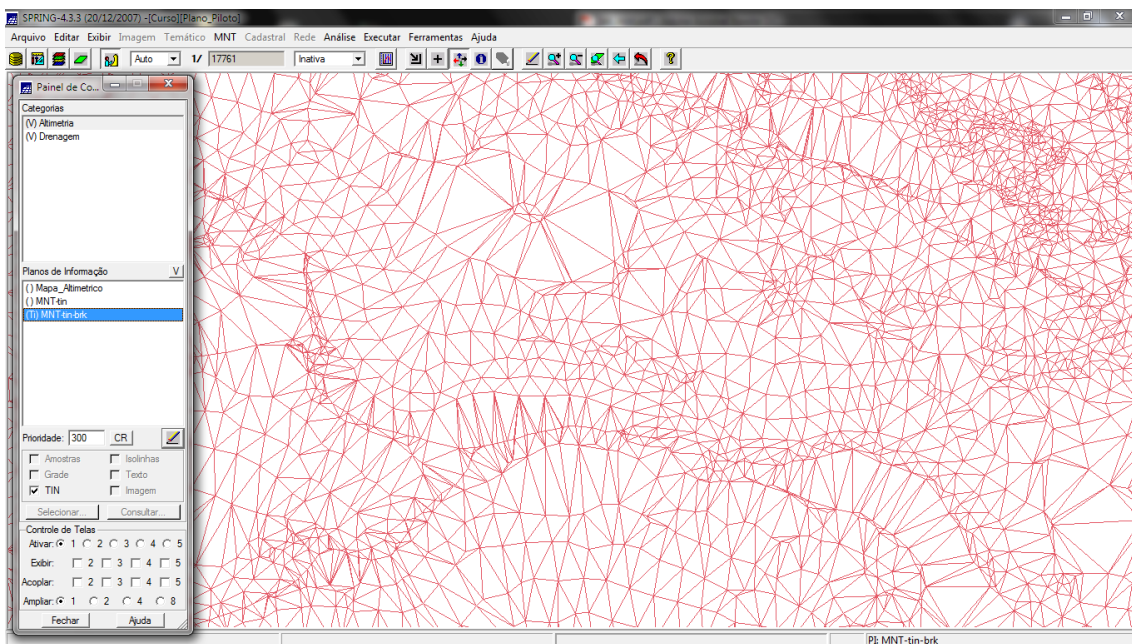 SPRING-4.3.3 (20/12/2007) -[Curso][Plano_Piloto]
Arquivo Editar Exibir Imagem Temático MNT Cadastral Rede Análise Executar Ferramentas Ajuda
Auto 1/ 17761 Inativa
Painel de Co...
Categorias
(V) Altimetria
(V) Drenagem
Planos de Informação V
( ) Mapa_Altimetrico
( ) MNT-tin
(Ti) MNT-tin-brk
Prioridade: 300 CR
Amostras Isolinhas
Grade Texto
TIN Imagem
Selecionar... Consultar...
Controle de Telas
Ativar: 1 2 3 4 5
Exibir: 2 3 4 5
Acoplar: 2 3 4 5
Ampliar: 1 2 4 8
Fechar Ajuda
PI: MNT-tin-brk